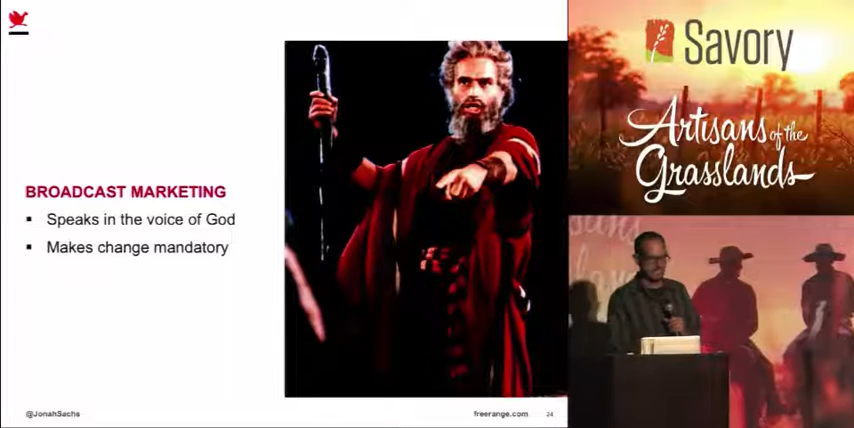 BROADCAST MARKETING
▪ Speaks in the voice of God
▪ Makes change mandatory
@JonahSachs
freerange.com 24
Savory
Artisans of the
Grasslands